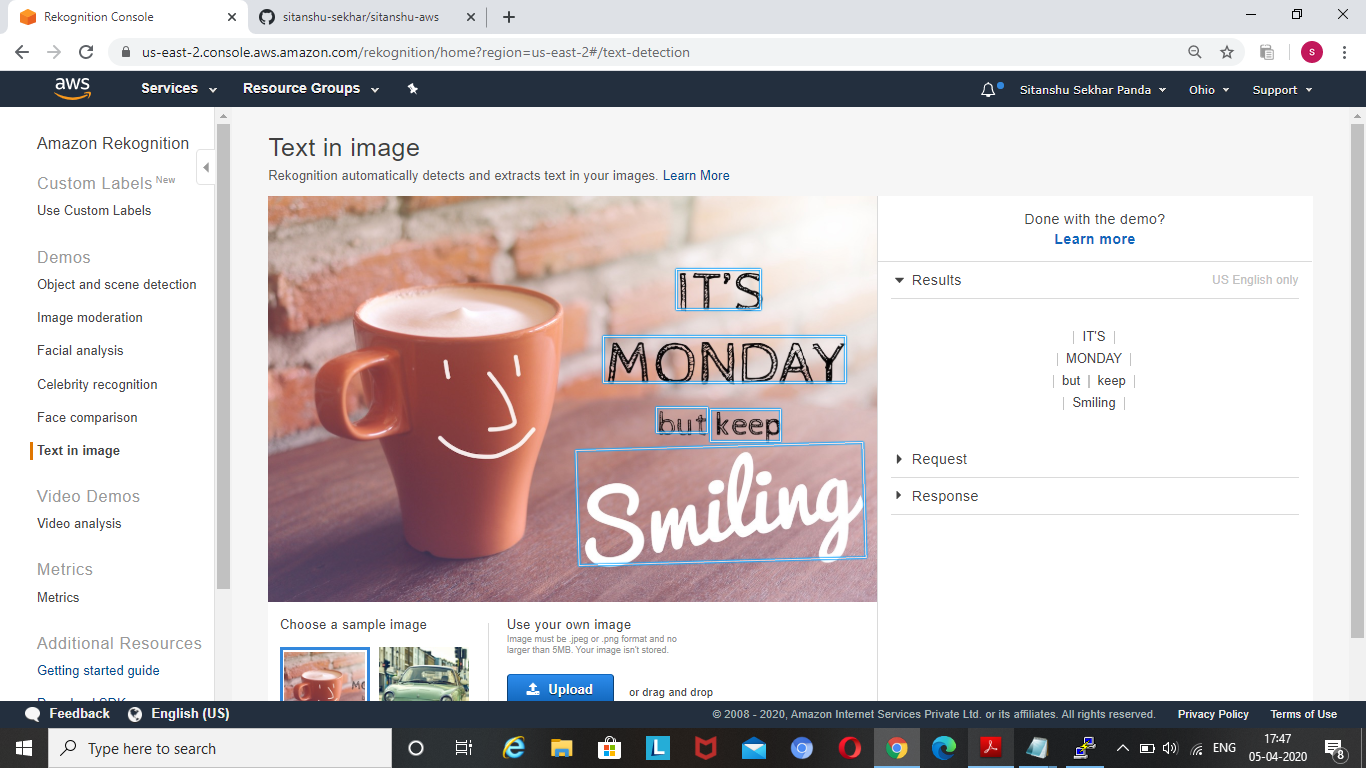 Rekognition Console
sitanshu-sekhar/sitanshu-aws
us-east-2.console.aws.amazon.com/rekognition/home?region=us-east-2#/text-detection
S
aws
Services
Resource Groups
Sitanshu Sekhar Panda
Ohio
Support
Amazon Rekognition
Custom Labels New
Use Custom Labels
Demos
Object and scene detection
Image moderation
Facial analysis
Celebrity recognition
Face comparison
Text in image
Video Demos
Video analysis
Metrics
Metrics
Additional Resources
Getting started guide
Text in image
Rekognition automatically detects and extracts text in your images. Learn More
IT'S
MONDAY
but keep
Smiling
Done with the demo?
Learn more
Results US English only
| IT'S |
| MONDAY |
| but | keep |
| Smiling |
Request
Response
Choose a sample image
Use your own image
Image must be .jpeg or .png format and no
larger than 5MB. Your image isn't stored.
Upload or drag and drop
Feedback English (US)
© 2008 - 2020, Amazon Internet Services Private Ltd. or its affiliates. All rights reserved. Privacy Policy Terms of Use
Type here to search
L
ENG
17:47
05-04-2020
8